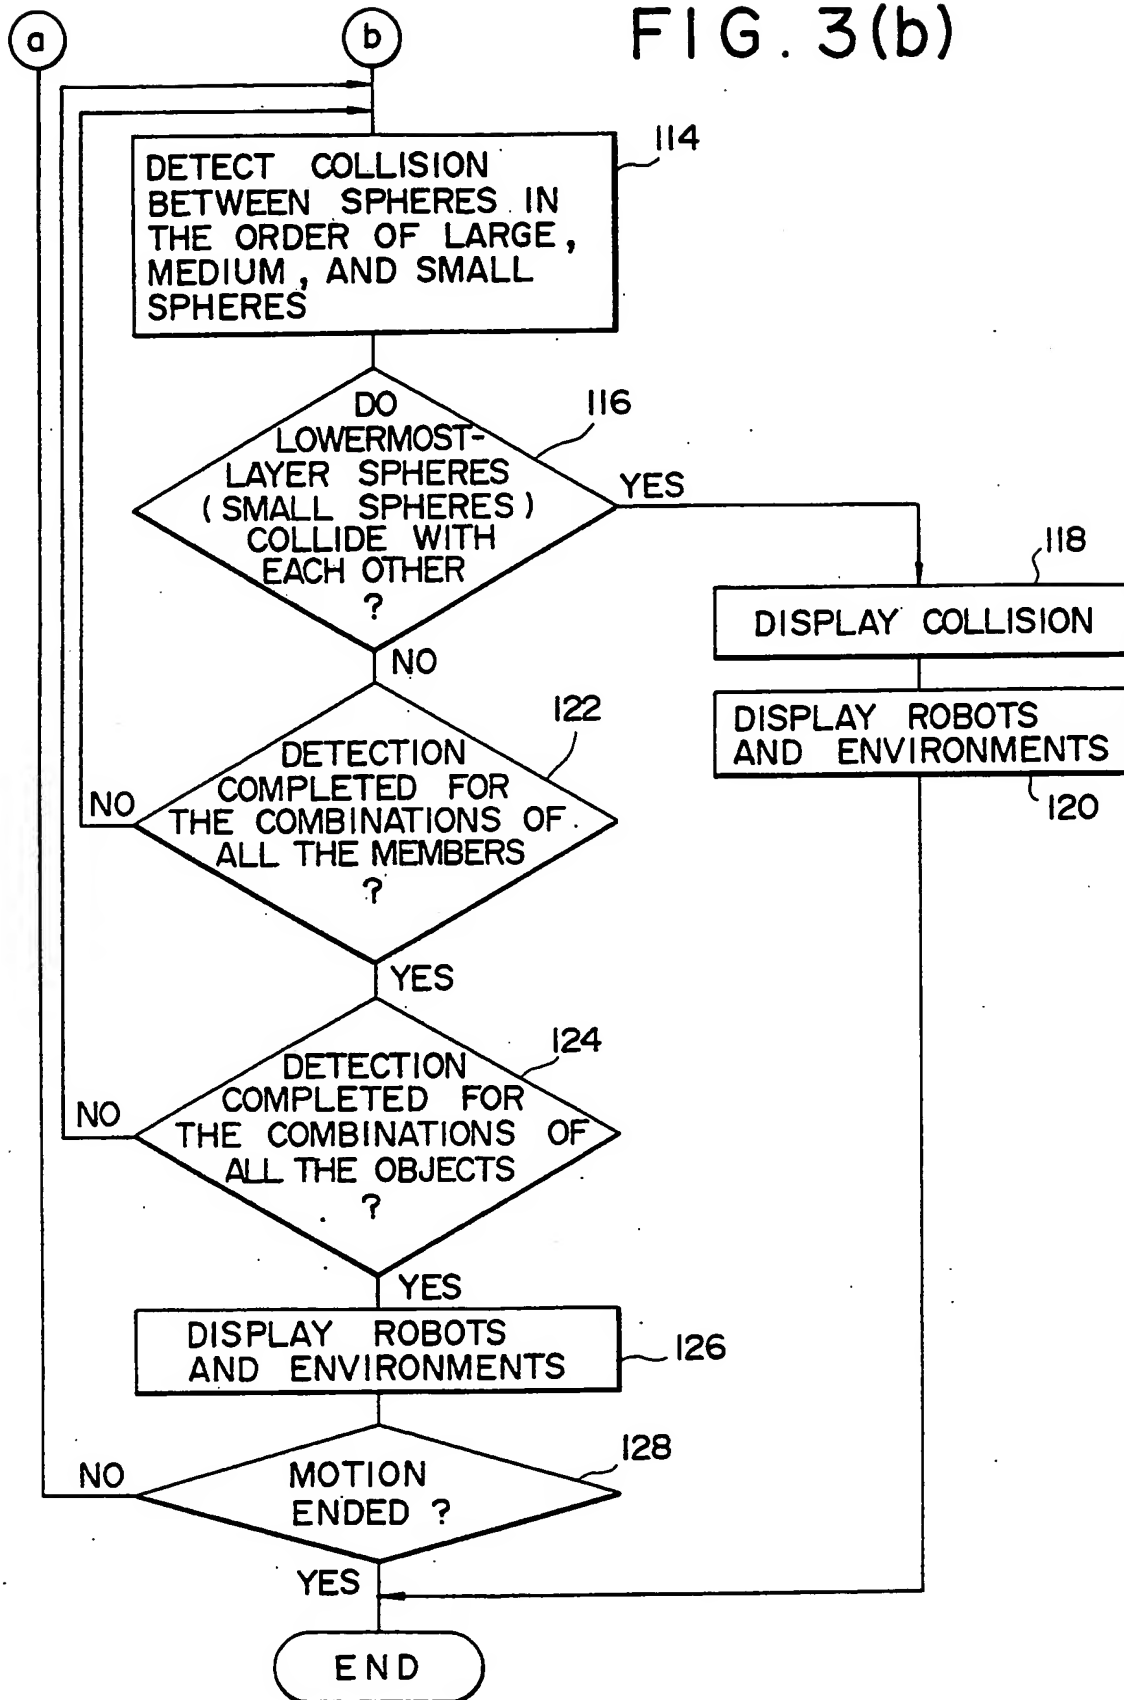 a
b
FIG. 3(b)
114
DETECT COLLISION
BETWEEN SPHERES IN
THE ORDER OF LARGE,
MEDIUM, AND SMALL
SPHERES
116
DO
LOWERMOST-
LAYER SPHERES
(SMALL SPHERES)
COLLIDE WITH
EACH OTHER
?
YES
118
DISPLAY COLLISION
NO
DISPLAY ROBOTS
AND ENVIRONMENTS
120
122
DETECTION
COMPLETED FOR
THE COMBINATIONS OF
ALL THE MEMBERS
?
NO
YES
124
DETECTION
COMPLETED FOR
THE COMBINATIONS OF
ALL THE OBJECTS
?
NO
YES
DISPLAY ROBOTS
AND ENVIRONMENTS
126
128
MOTION
ENDED ?
NO
YES
END